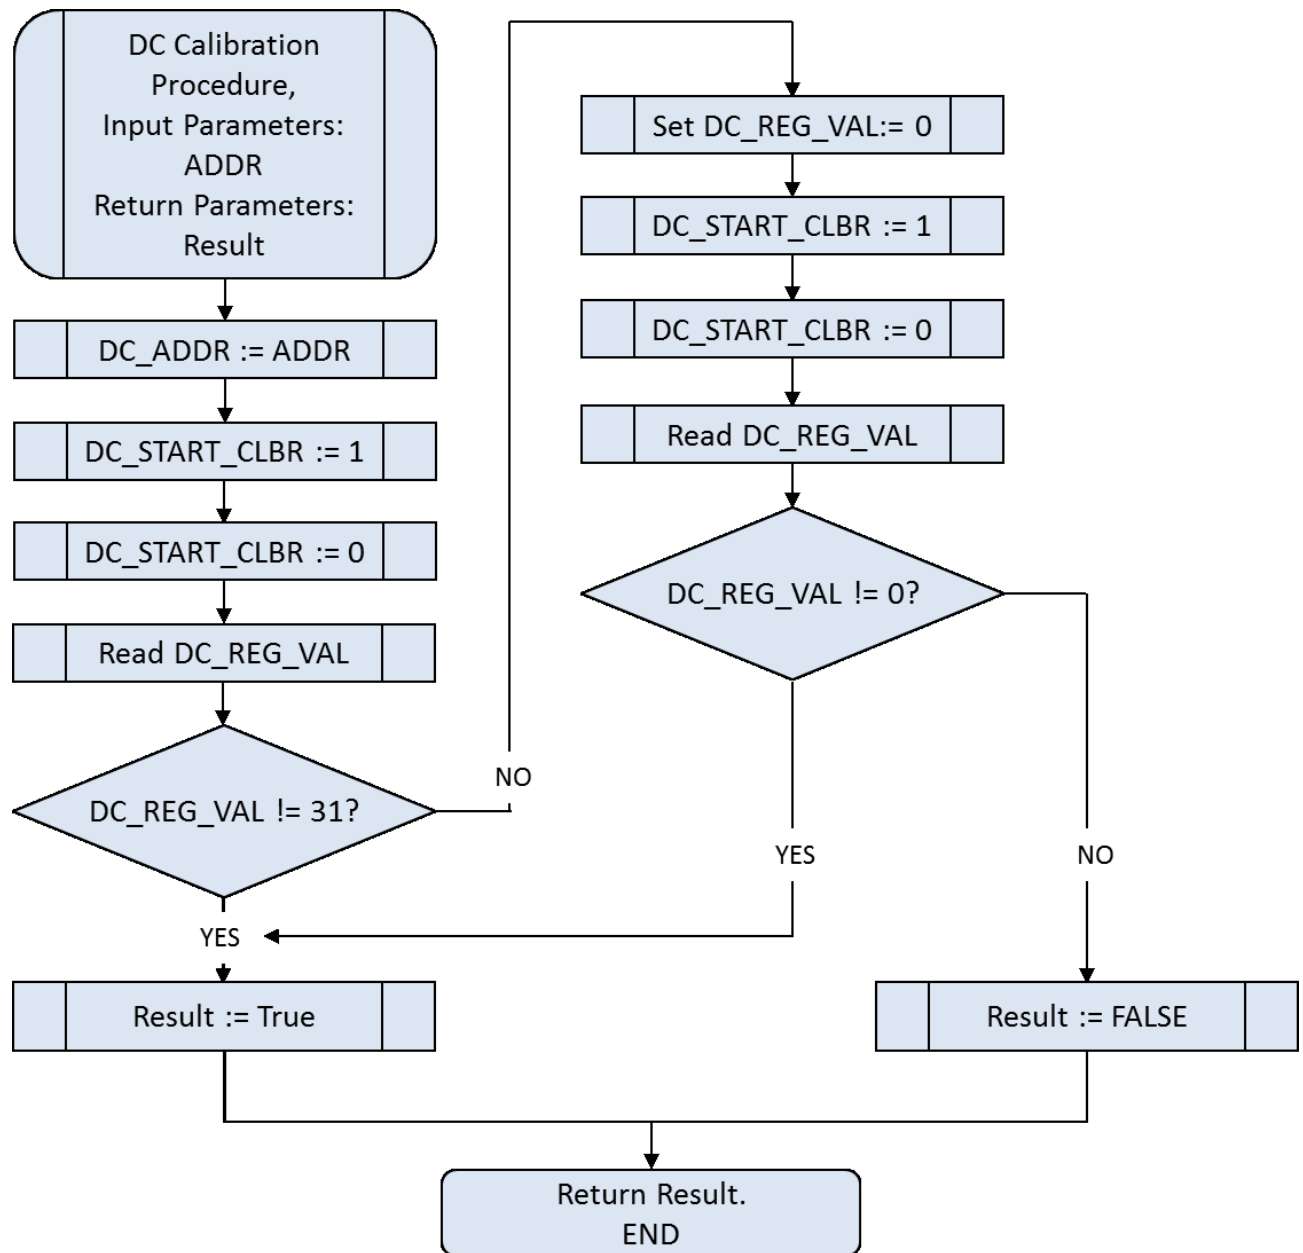 DC Calibration
Procedure,
Input Parameters:
ADDR
Return Parameters:
Result
DC_ADDR := ADDR
DC_START_CLBR := 1
DC_START_CLBR := 0
Read DC_REG_VAL
DC_REG_VAL != 31?
NO
YES
Result := True
Set DC_REG_VAL:= 0
DC_START_CLBR := 1
DC_START_CLBR := 0
Read DC_REG_VAL
DC_REG_VAL != 0?
YES
NO
Result := FALSE
Return Result.
END